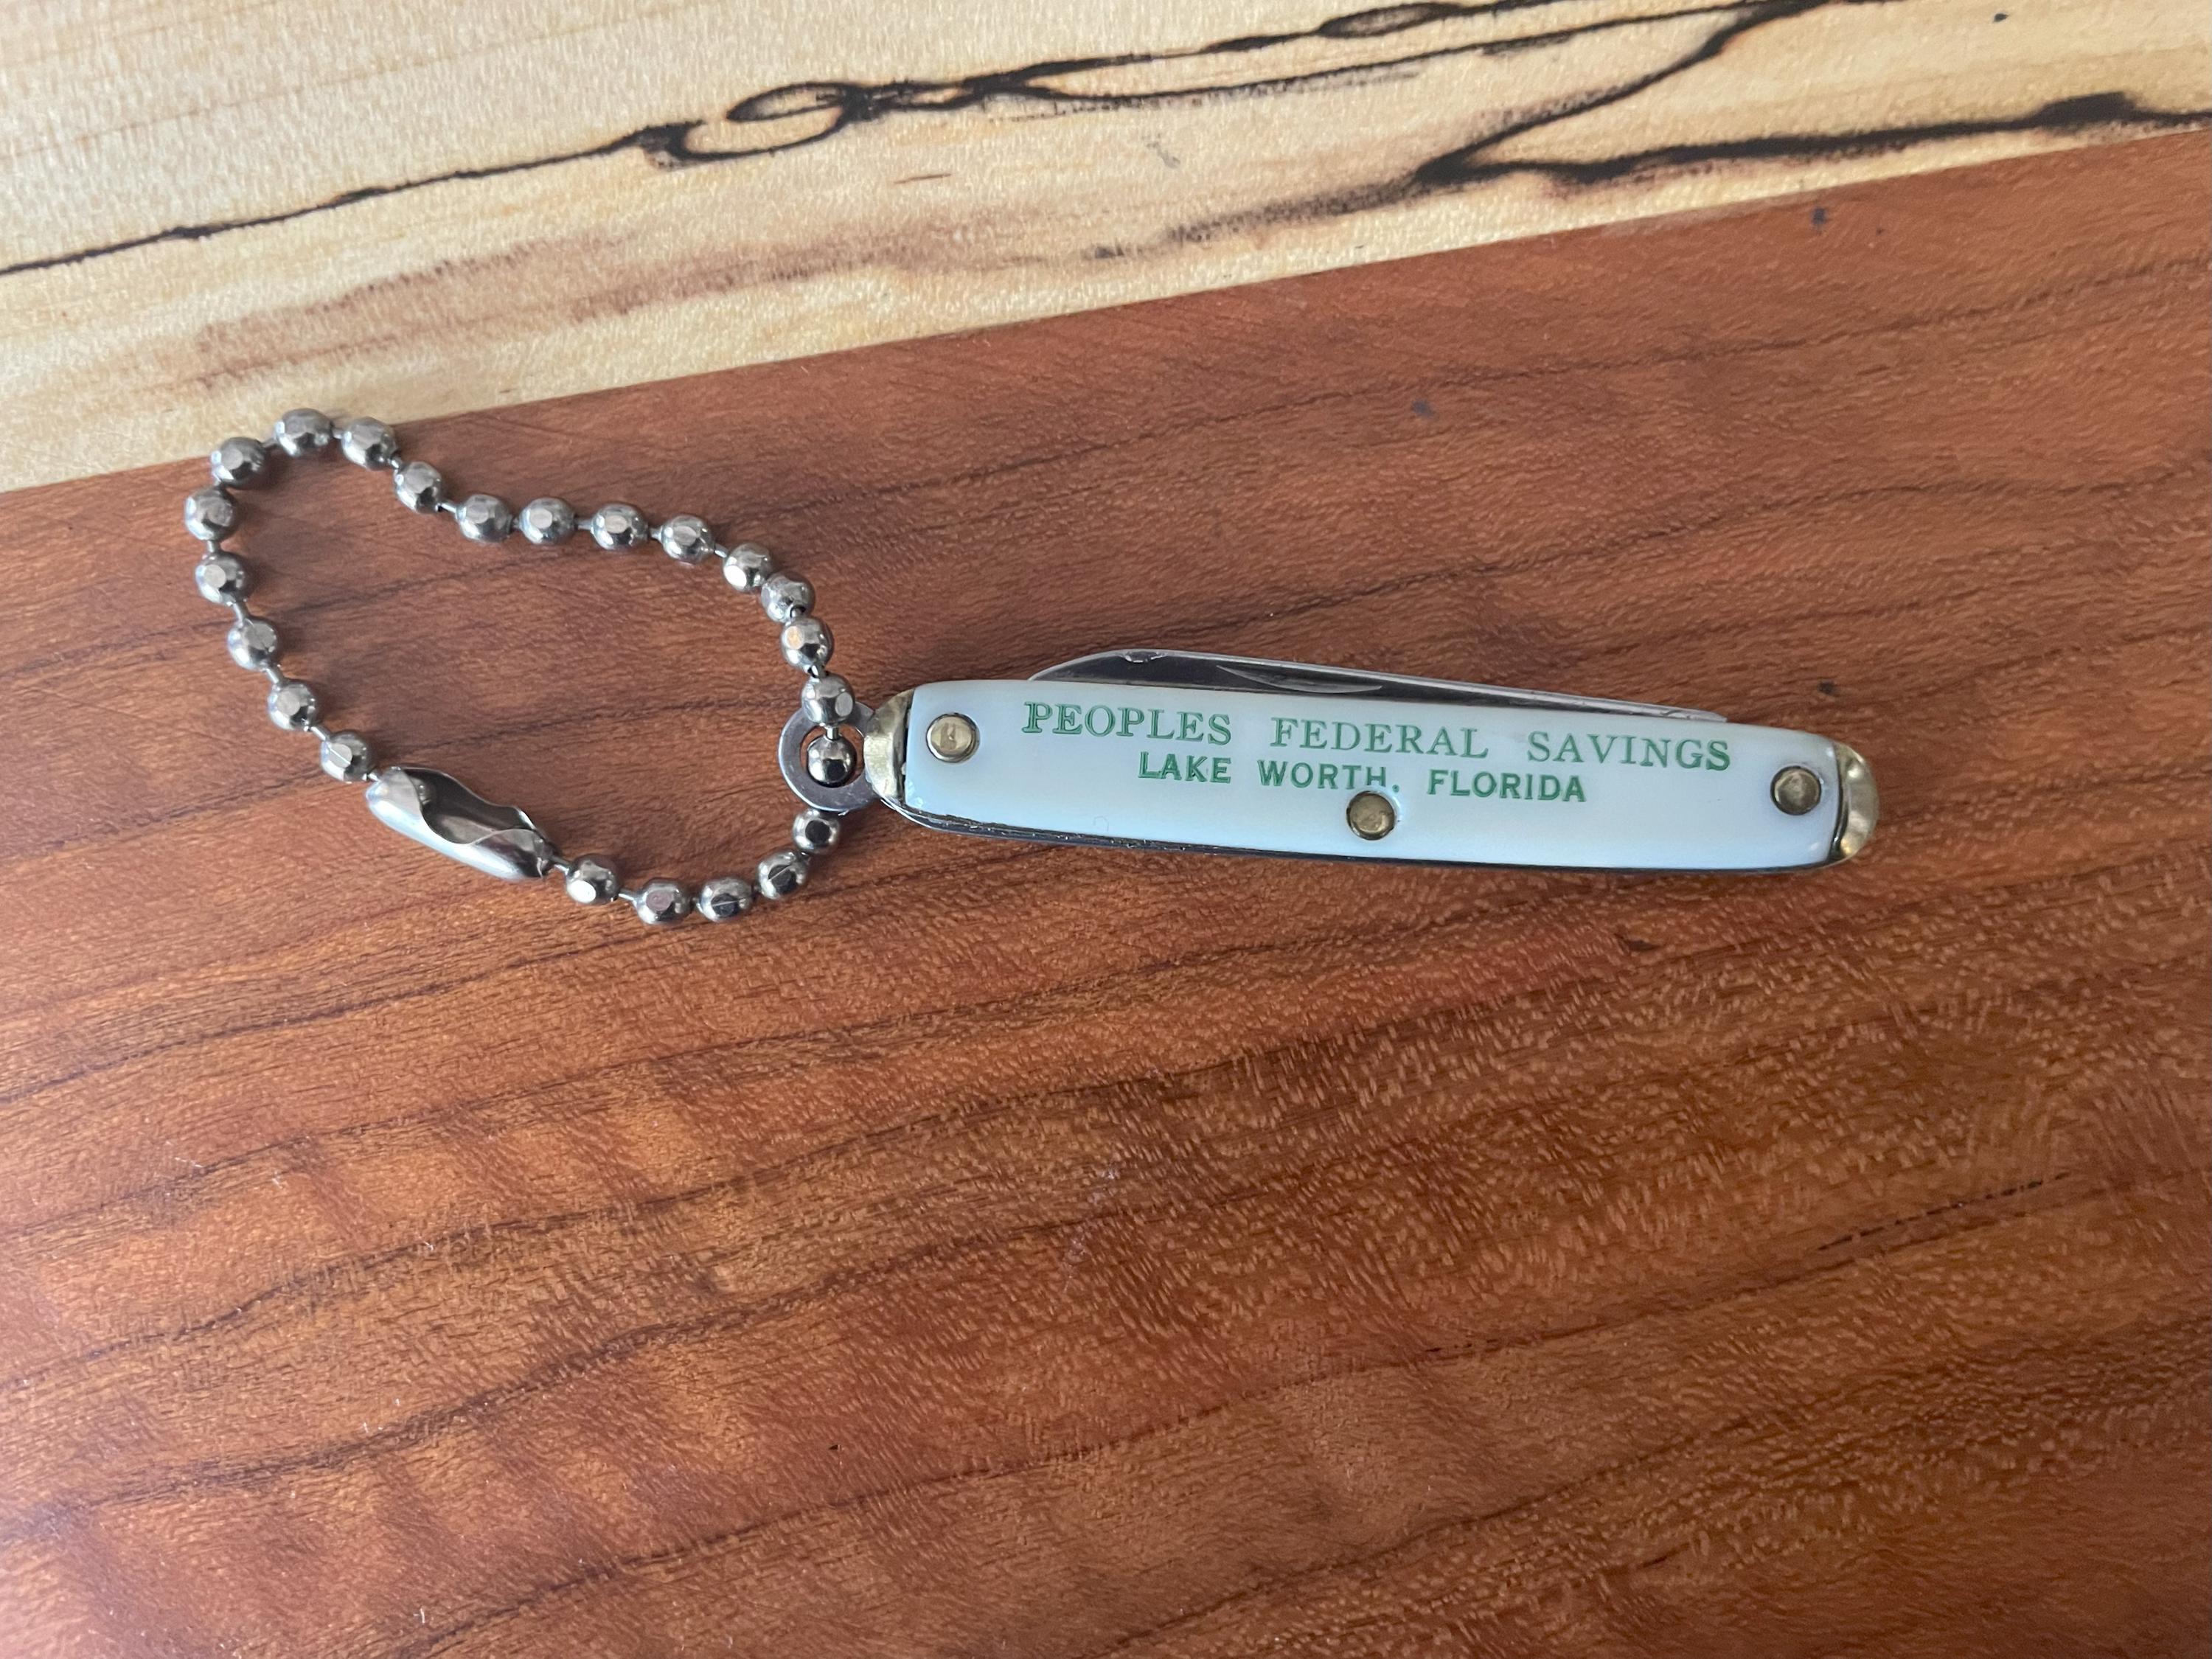 PEOPLES FEDERAL SAVINGS
LAKE WORTH, FLORIDA